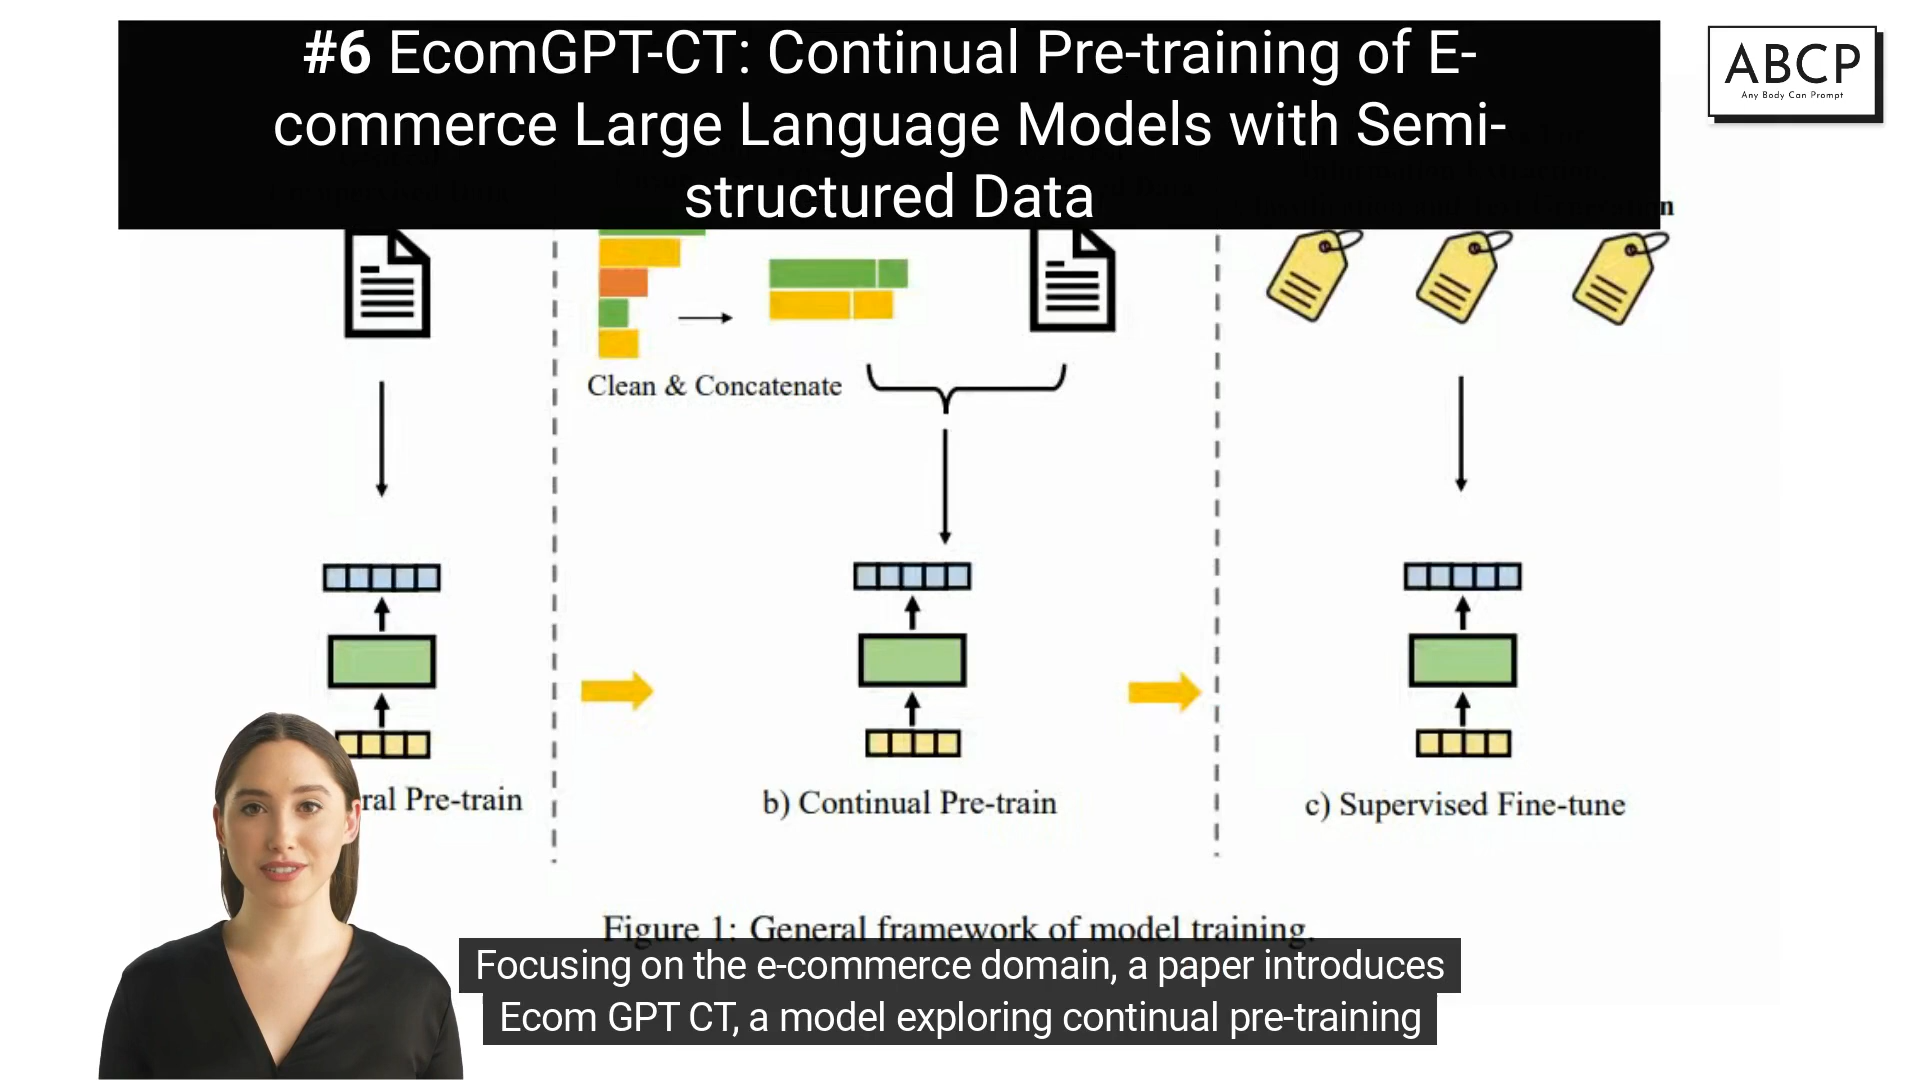 #6 EcomGPT-CT: Continual Pre-training of E-
commerce Large Language Models with Semi-
structured Data
ABCP
Any Body Can Prompt
Clean & Concatenate
ral Pre-train
b) Continual Pre-train
c) Supervised Fine-tune
Figure 1: General framework of model training.
Focusing on the e-commerce domain, a paper introduces
Ecom GPT CT, a model exploring continual pre-training